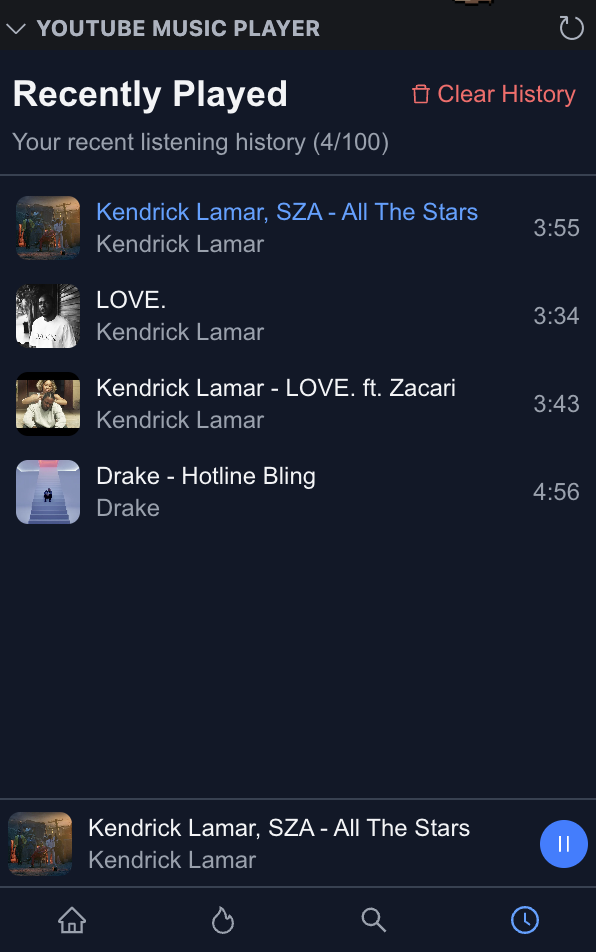 YOUTUBE MUSIC PLAYER
Recently Played
Clear History
Your recent listening history (4/100)
Kendrick Lamar, SZA - All The Stars
Kendrick Lamar
3:55
LOVE.
Kendrick Lamar
3:34
Kendrick Lamar - LOVE. ft. Zacari
Kendrick Lamar
3:43
Drake - Hotline Bling
Drake
4:56
Kendrick Lamar, SZA - All The Stars
Kendrick Lamar